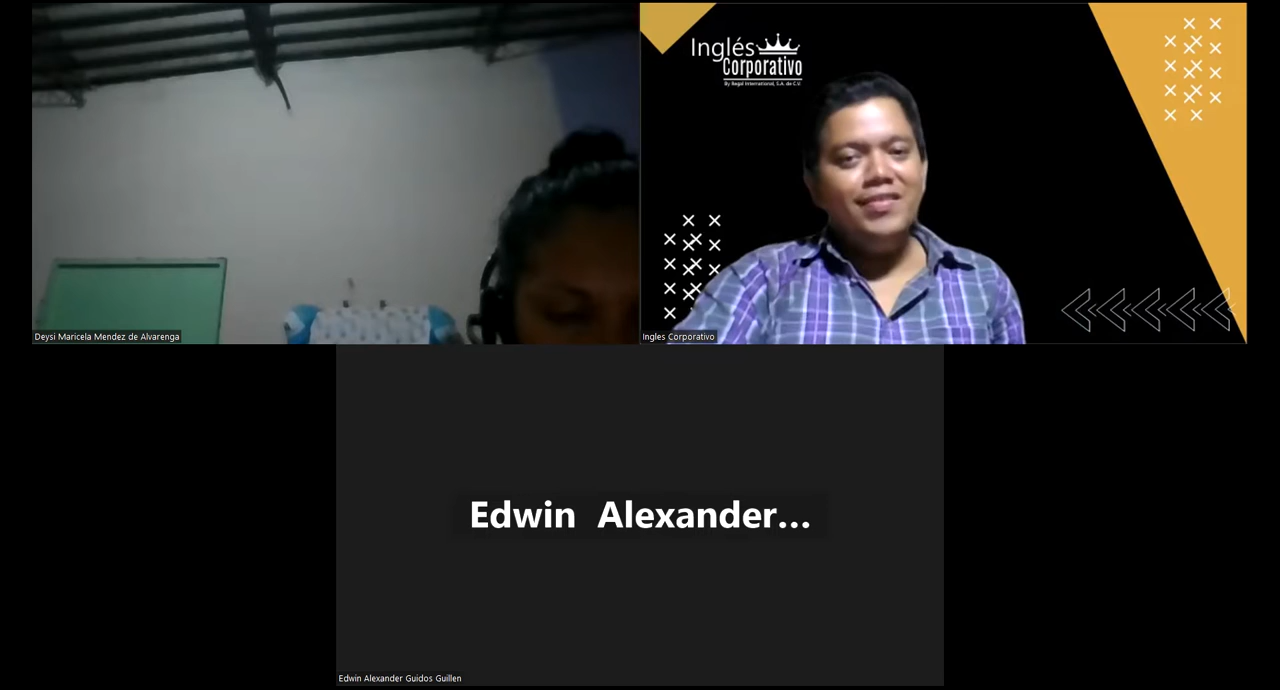 Inglés
Corporativo
By Regal International, S.A. de C.V.
Deysi Maricela Mendez de Alvarenga
Ingles Corporativo
Edwin Alexander...
Edwin Alexander Guidos Guillen